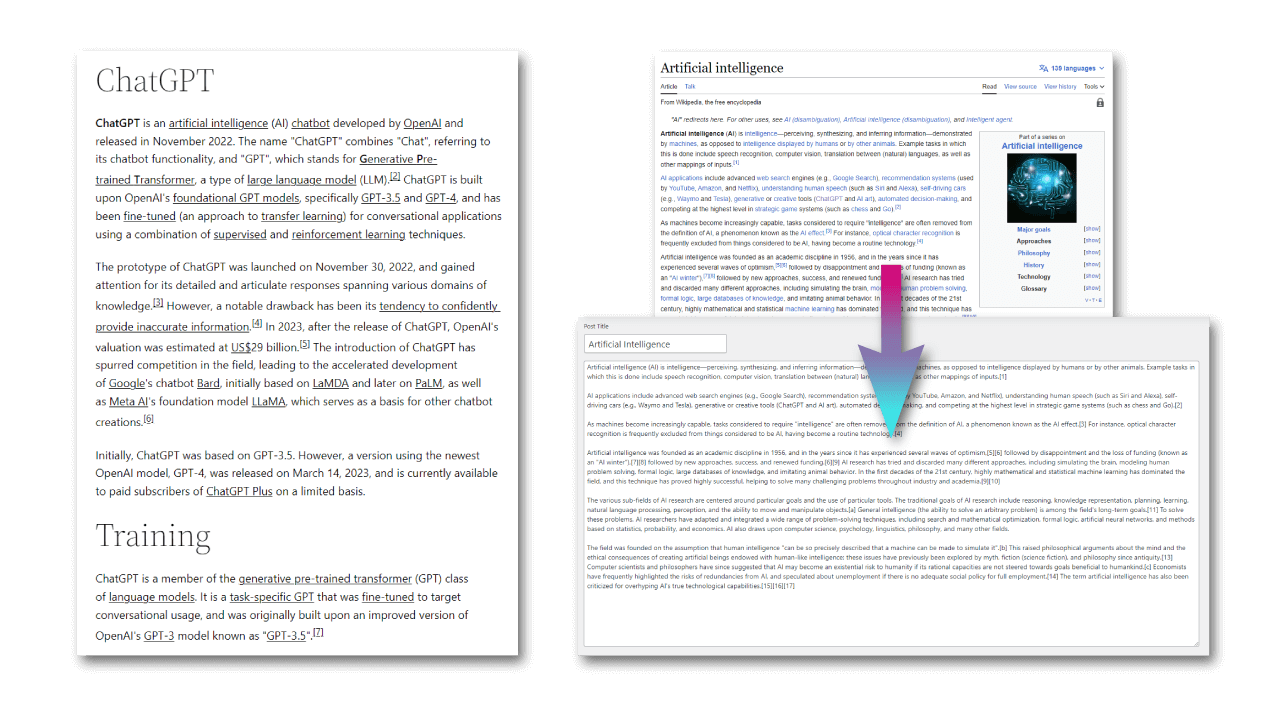 ChatGPT
ChatGPT is an artificial intelligence (AI) chatbot developed by OpenAI and
released in November 2022. The name "ChatGPT" combines "Chat", referring to
its chatbot functionality, and "GPT", which stands for Generative Pre-
trained Transformer, a type of large language model (LLM).[2] ChatGPT is built
upon OpenAI's foundational GPT models, specifically GPT-3.5 and GPT-4, and has
been fine-tuned (an approach to transfer learning) for conversational applications
using a combination of supervised and reinforcement learning techniques.
The prototype of ChatGPT was launched on November 30, 2022, and gained
attention for its detailed and articulate responses spanning various domains of
knowledge.[3] However, a notable drawback has been its tendency to confidently
provide inaccurate information.[4] In 2023, after the release of ChatGPT, OpenAI's
valuation was estimated at US$29 billion.[5] The introduction of ChatGPT has
spurred competition in the field, leading to the accelerated development
of Google's chatbot Bard, initially based on LaMDA and later on PaLM, as well
as Meta AI's foundation model LLaMA, which serves as a basis for other chatbot
creations.[6]
Initially, ChatGPT was based on GPT-3.5. However, a version using the newest
OpenAI model, GPT-4, was released on March 14, 2023, and is currently available
to paid subscribers of ChatGPT Plus on a limited basis.
Training
ChatGPT is a member of the generative pre-trained transformer (GPT) class
of language models. It is a task-specific GPT that was fine-tuned to target
conversational usage, and was originally built upon an improved version of
OpenAI's GPT-3 model known as "GPT-3.5".[7]
Artificial intelligence
139 languages
Article Talk
Read View source View history Tools
From Wikipedia, the free encyclopedia
"AI" redirects here. For other uses, see AI (disambiguation), Artificial intelligence (disambiguation), and Intelligent agent.
Artificial intelligence (AI) is intelligence—perceiving, synthesizing, and inferring information—demonstrated
by machines, as opposed to intelligence displayed by humans or by other animals. Example tasks in which
this is done include speech recognition, computer vision, translation between (natural) languages, as well as
other mappings of inputs.[1]
AI applications include advanced web search engines (e.g., Google Search), recommendation systems (used
by YouTube, Amazon, and Netflix), understanding human speech (such as Siri and Alexa), self-driving cars
(e.g., Waymo and Tesla), generative or creative tools (ChatGPT and AI art), automated decision-making, and
competing at the highest level in strategic game systems (such as chess and Go).[2]
As machines become increasingly capable, tasks considered to require "intelligence" are often removed from
the definition of AI, a phenomenon known as the AI effect.[3] For instance, optical character recognition is
frequently excluded from things considered to be AI, having become a routine technology.[4]
Artificial intelligence was founded as an academic discipline in 1956, and in the years since it has
experienced several waves of optimism,[5][6] followed by disappointment and of funding (known as
an "AI winter"),[7][8] followed by new approaches, success, and renewed funding. AI research has tried
and discarded many different approaches, including simulating the brain, human problem solving,
formal logic, large databases of knowledge, and imitating animal behavior. In decades of the 21st
century, highly mathematical and statistical machine learning has dominated and this technique has
Part of a series on
Artificial intelligence
Major goals [show]
Approaches [show]
Philosophy [show]
History [show]
Technology [show]
Glossary [show]
V·T·E
Post Title
Artificial Intelligence
Artificial intelligence (AI) is intelligence—perceiving, synthesizing, and inferring information— machines, as opposed to intelligence displayed by humans or by other animals. Example tasks in
which this is done include speech recognition, computer vision, translation between (natural) as other mappings of inputs.[1]
AI applications include advanced web search engines (e.g., Google Search), recommendation YouTube, Amazon, and Netflix), understanding human speech (such as Siri and Alexa), self-
driving cars (e.g., Waymo and Tesla), generative or creative tools (ChatGPT and AI art), automated making, and competing at the highest level in strategic game systems (such as chess and Go).[2]
As machines become increasingly capable, tasks considered to require "intelligence" are often removed from the definition of AI, a phenomenon known as the AI effect.[3] For instance, optical character
recognition is frequently excluded from things considered to be AI, having become a routine technology.[4]
Artificial intelligence was founded as an academic discipline in 1956, and in the years since it has experienced several waves of optimism,[5][6] followed by disappointment and the loss of funding (known as
an "AI winter"),[7][8] followed by new approaches, success, and renewed funding.[6][9] AI research has tried and discarded many different approaches, including simulating the brain, modeling human
problem solving, formal logic, large databases of knowledge, and imitating animal behavior. In the first decades of the 21st century, highly mathematical and statistical machine learning has dominated the
field, and this technique has proved highly successful, helping to solve many challenging problems throughout industry and academia.[9][10]
The various sub-fields of AI research are centered around particular goals and the use of particular tools. The traditional goals of AI research include reasoning, knowledge representation, planning, learning,
natural language processing, perception, and the ability to move and manipulate objects.[a] General intelligence (the ability to solve an arbitrary problem) is among the field's long-term goals.[11] To solve
these problems, AI researchers have adapted and integrated a wide range of problem-solving techniques, including search and mathematical optimization, formal logic, artificial neural networks, and methods
based on statistics, probability, and economics. AI also draws upon computer science, psychology, linguistics, philosophy, and many other fields.
The field was founded on the assumption that human intelligence "can be so precisely described that a machine can be made to simulate it".[b] This raised philosophical arguments about the mind and the
ethical consequences of creating artificial beings endowed with human-like intelligence; these issues have previously been explored by myth, fiction (science fiction), and philosophy since antiquity.[13]
Computer scientists and philosophers have since suggested that AI may become an existential risk to humanity if its rational capacities are not steered towards goals beneficial to humankind.[c] Economists
have frequently highlighted the risks of redundancies from AI, and speculated about unemployment if there is no adequate social policy for full employment.[14] The term artificial intelligence has also been
criticized for overhyping AI's true technological capabilities.[15][16][17]